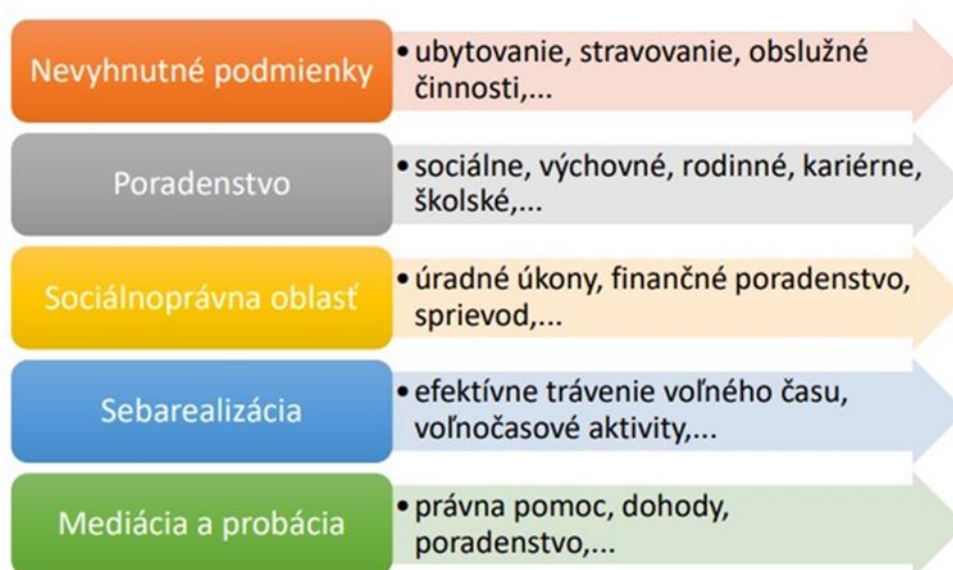 Nevyhnutné podmienky
• ubytovanie, stravovanie, obslužné
činnosti,...
Poradenstvo
• sociálne, výchovné, rodinné, kariérne,
školské,...
Sociálnoprávna oblasť
• úradné úkony, finančné poradenstvo,
sprievod,...
Sebarealizácia
• efektívne trávenie voľného času,
voľnočasové aktivity,...
Mediácia a probácia
• právna pomoc, dohody,
poradenstvo,...